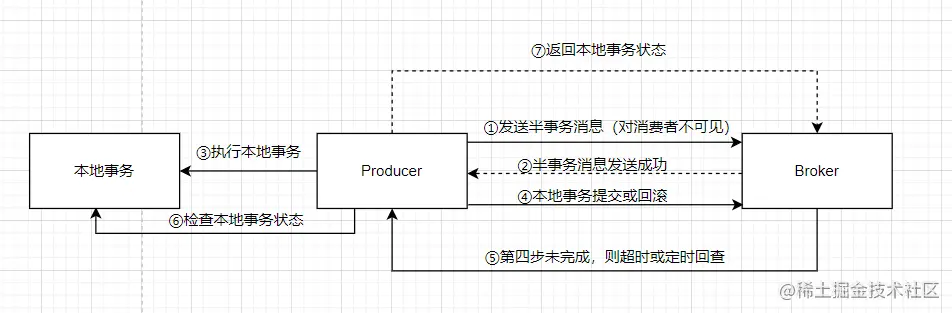 ⑦返回本地事务状态
①发送半事务消息（对消费者不可见）
③执行本地事务
②半事务消息发送成功
本地事务
Producer
Broker
④本地事务提交或回滚
⑥检查本地事务状态
⑤第四步未完成，则超时或定时回查
@稀土掘金技术社区